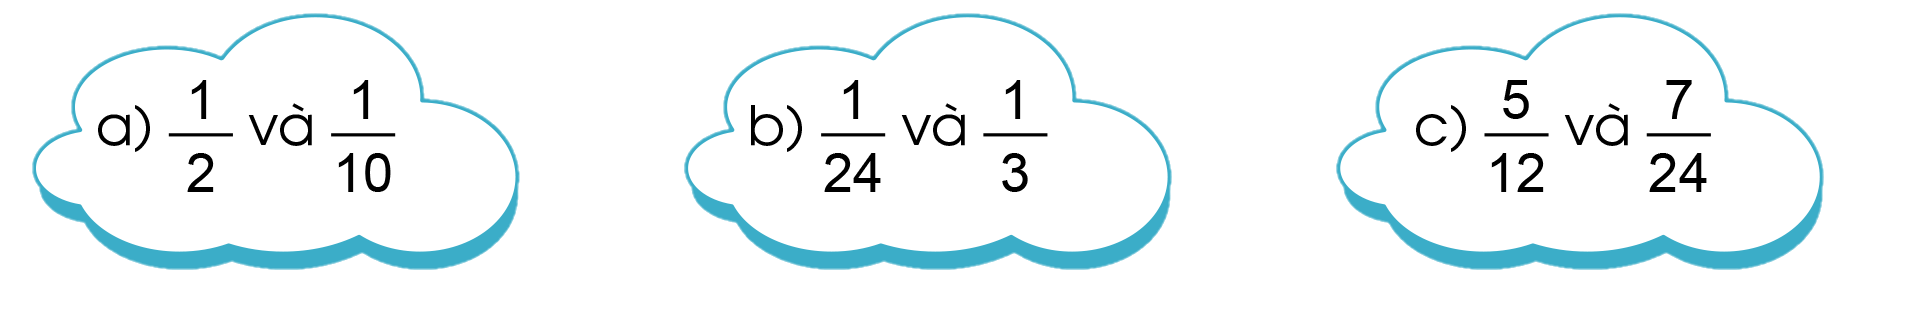 a) 1/2 và 1/10
b) 1/24 và 1/3
c) 5/12 và 7/24